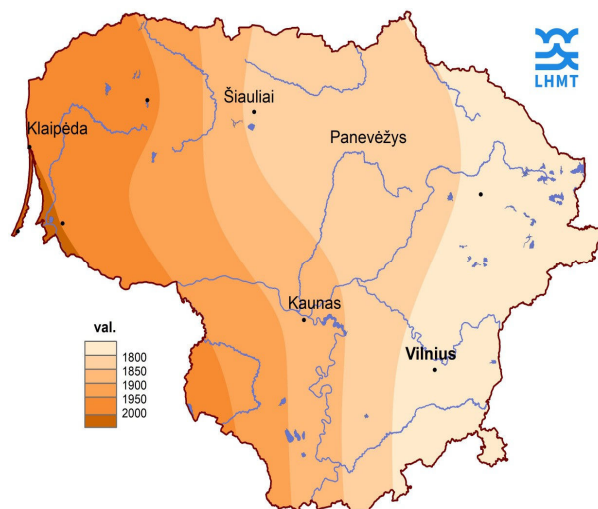 LHMT
Šiauliai
Klaipėda
Panevėžys
Kaunas
val.
1800
1850
1900
1950
2000
Vilnius